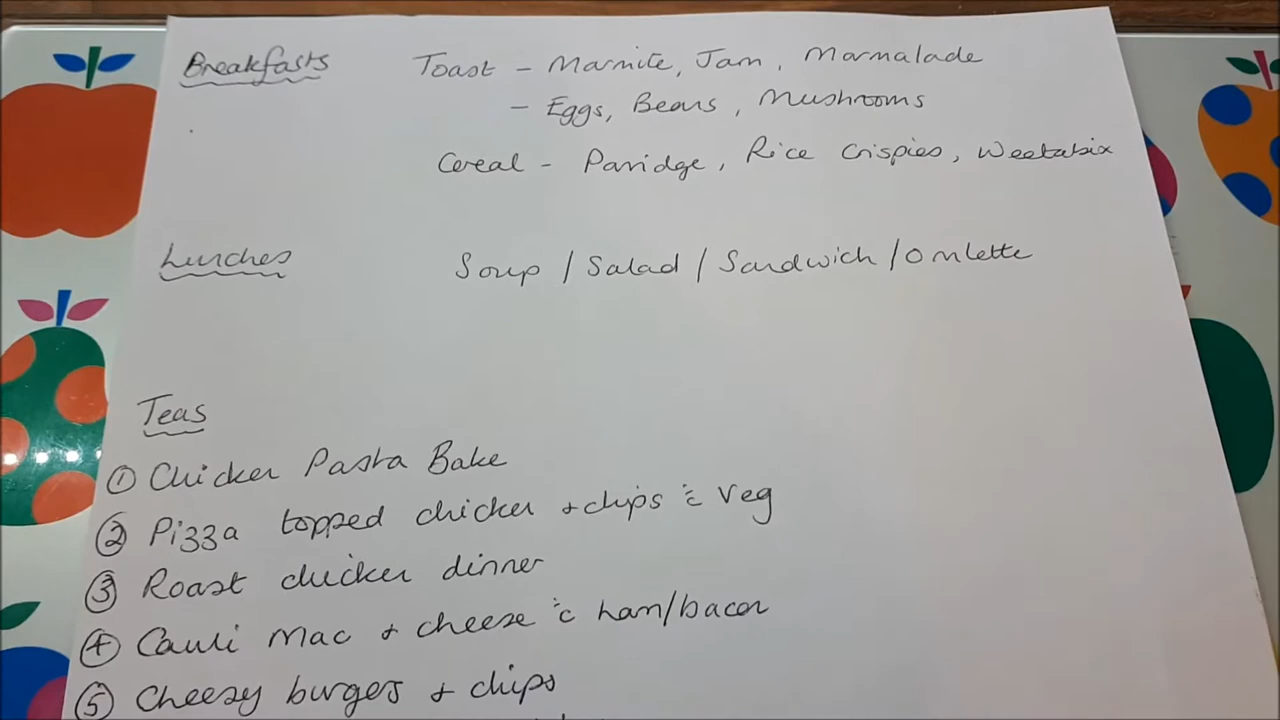 Breakfasts Toast - Marmite, Jam, Marmalade
- Eggs, Beans, Mushrooms
Cereal - Porridge, Rice Crispies, Weetabix
Lunches Soup / Salad / Sandwich / Omlette
Teas
① Chicken Pasta Bake
② Pizza topped chicken + chips c̄ Veg
③ Roast chicken dinner
④ Cauli Mac + cheese c̄ ham/bacon
⑤ Cheesy burgers + chips